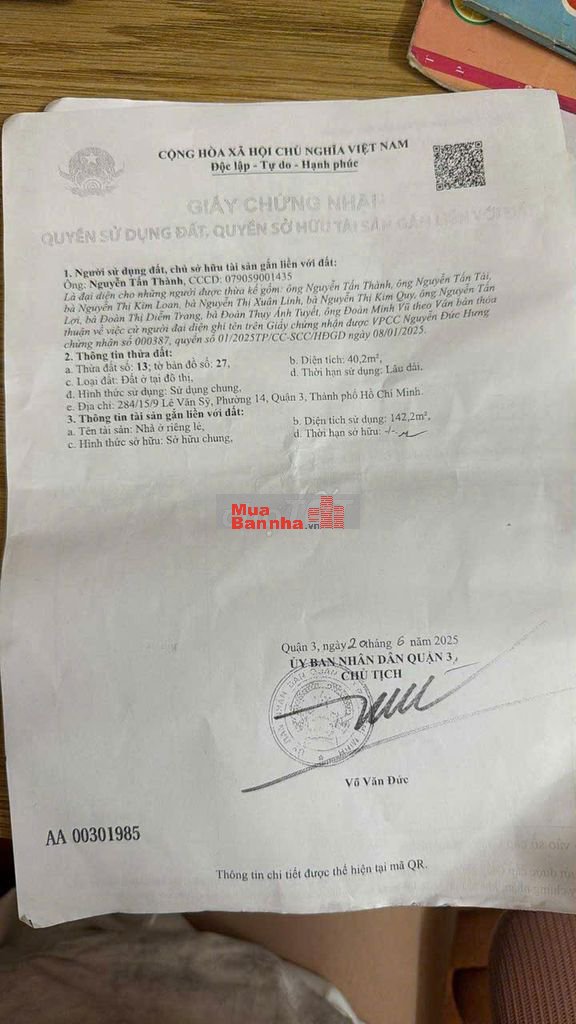 CỘNG HÒA XÃ HỘI CHỦ NGHĨA VIỆT NAM
Độc lập - Tự do - Hạnh phúc
GIẤY CHỨNG NHẬN
QUYỀN SỬ DỤNG ĐẤT, QUYỀN SỞ HỮU TÀI SẢN GẮN LIỀN VỚI ĐẤT
1. Người sử dụng đất, chủ sở hữu tài sản gắn liền với đất:
Ông: Nguyễn Tấn Thành, CCCD: 079059001435
Là đại diện cho những người được thừa kế gồm: ông Nguyễn Tấn Thành, ông Nguyễn Tấn Tài,
bà Nguyễn Thị Kim Loan, bà Nguyễn Thị Xuân Linh, bà Nguyễn Thị Kim Quy, ông Nguyễn Tấn
Lợi, bà Đoàn Thị Diễm Trang, bà Đoàn Thuỵ Ánh Tuyết, ông Đoàn Minh Vũ theo Văn bản thỏa
thuận về việc cử người đại diện ghi tên trên Giấy chứng nhận được VPCC Nguyễn Đức Hưng
chứng nhận số 000387, quyển số 01/2025TP/CC-SCC/HĐGD ngày 08/01/2025.
2. Thông tin thửa đất:
a. Thửa đất số: 13; tờ bản đồ số: 27, b. Diện tích: 40,2m²,
c. Loại đất: Đất ở tại đô thị, d. Thời hạn sử dụng: Lâu dài,
đ. Hình thức sử dụng: Sử dụng chung,
e. Địa chỉ: 284/15/9 Lê Văn Sỹ, Phường 14, Quận 3, Thành phố Hồ Chí Minh.
3. Thông tin tài sản gắn liền với đất:
a. Tên tài sản: Nhà ở riêng lẻ, b. Diện tích sử dụng: 142,2m²,
c. Hình thức sở hữu: Sở hữu chung, d. Thời hạn sở hữu: -/-
Mua
Bannha.vn
Quận 3, ngày 20 tháng 6 năm 2025
ỦY BAN NHÂN DÂN QUẬN 3
CHỦ TỊCH
Võ Văn Đức
AA 00301985
Thông tin chi tiết được thể hiện tại mã QR.